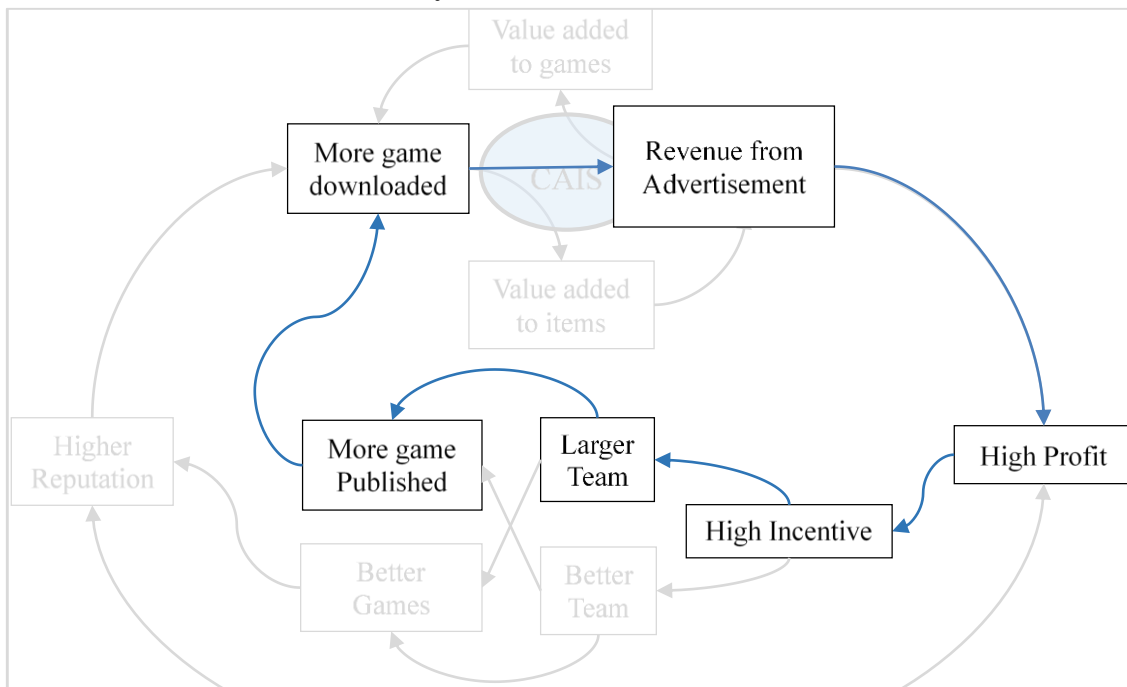 Value added
to games
More game
downloaded
CAIS
Revenue from
Advertisement
Value added
to items
Higher
Reputation
More game
Published
Larger
Team
High Profit
High Incentive
Better
Games
Better
Team